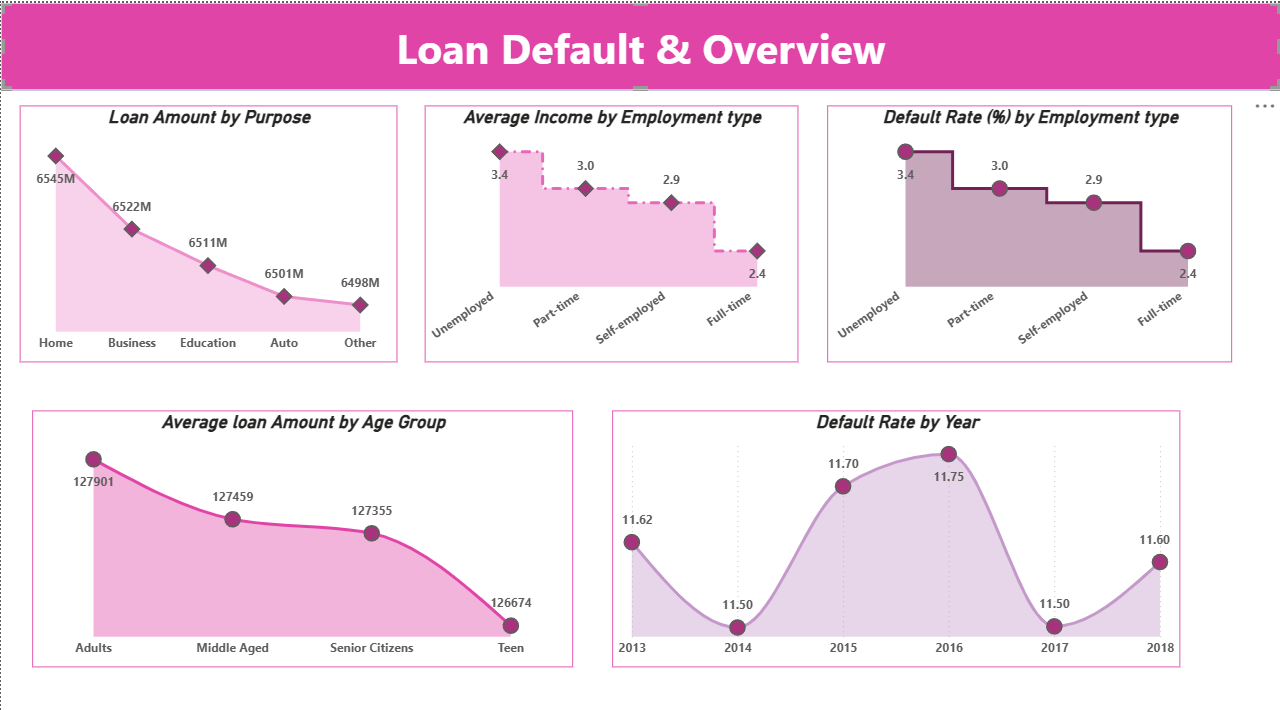 Loan Default & Overview
Loan Amount by Purpose
6545M
6522M
6511M
6501M
6498M
Home Business Education Auto Other
Average Income by Employment type
3.4
3.0
2.9
2.4
Unemployed Part-time Self-employed Full-time
Default Rate (%) by Employment type
3.4
3.0
2.9
2.4
Unemployed Part-time Self-employed Full-time
Average loan Amount by Age Group
127901
127459
127355
126674
Adults Middle Aged Senior Citizens Teen
Default Rate by Year
11.62
11.50
11.70
11.75
11.50
11.60
2013 2014 2015 2016 2017 2018